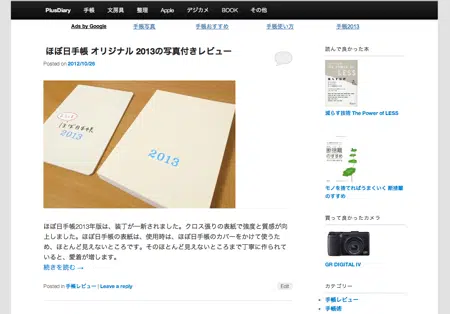 PlusDiary 手帳 文房具 整理 Apple デジカメ BOOK その他
Ads by Google 手帳写真 手帳おすすめ 手帳使い方 手帳2013
ほぼ日手帳 オリジナル 2013の写真付きレビュー
Posted on 2012/10/26
ほぼ日手帳
2013
2013
ほぼ日手帳2013年版は、装丁が一新されました。クロス張りの表紙で強度と質感が向
上しました。ほぼ日手帳の表紙は、使用時は、ほぼ日手帳のカバーをかけて使うた
め、ほとんど見えないところです。そのほとんど見えないところまで丁寧に作られて
いると、愛着が増します。
続きを読む →
Posted in 手帳レビュー | Leave a reply
Edit
読んで良かった本
LESS
減らす技術 The Power of LESS
断捨離
のすすめ
モノを捨てればうまくいく 断捨離
のすすめ
買って良かったカメラ
GR DIGITAL IV
カテゴリー
手帳レビュー
手帳術